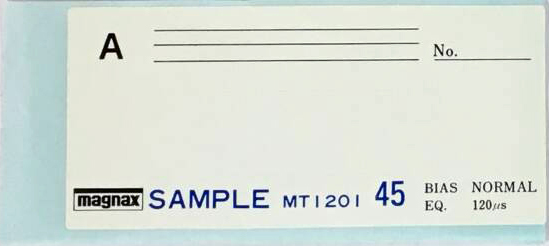 A
No.
magnax SAMPLE MT1201 45 BIAS NORMAL
EQ. 120μs